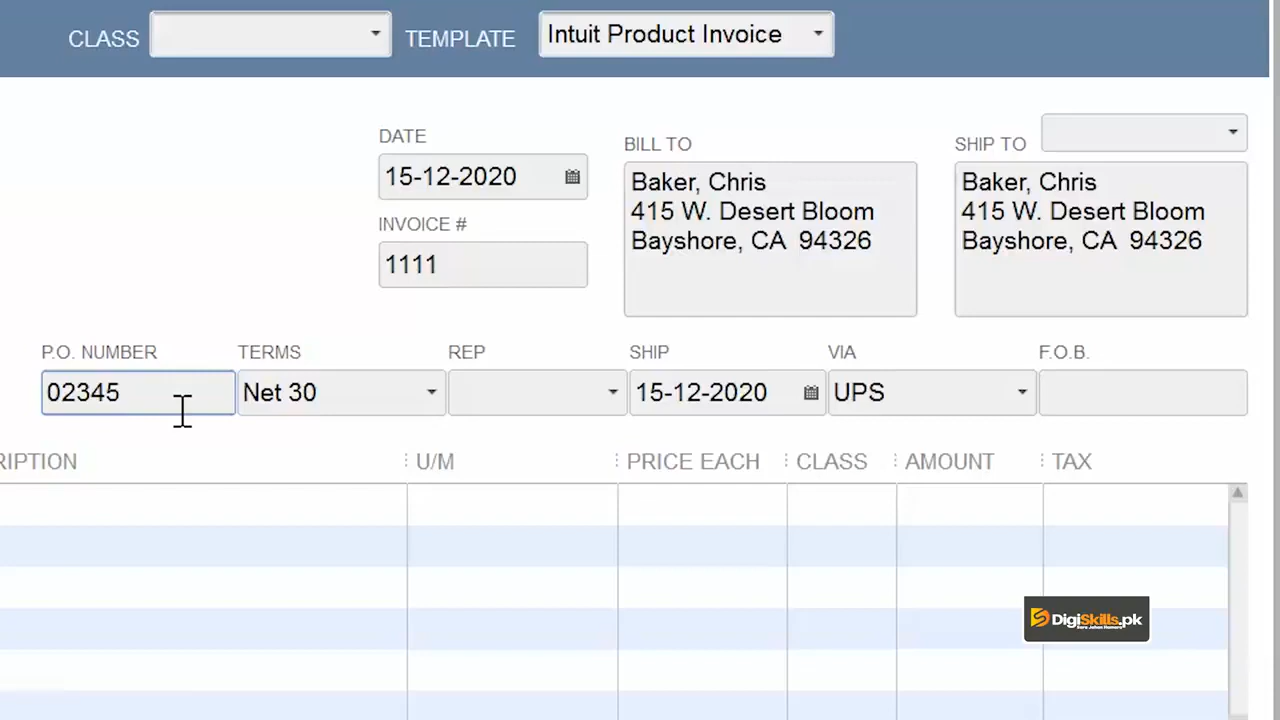 CLASS TEMPLATE Intuit Product Invoice
DATE
15-12-2020
INVOICE #
1111
BILL TO
Baker, Chris
415 W. Desert Bloom
Bayshore, CA 94326
SHIP TO
Baker, Chris
415 W. Desert Bloom
Bayshore, CA 94326
P.O. NUMBER TERMS REP SHIP VIA F.O.B.
02345 Net 30 15-12-2020 UPS
RIPTION U/M PRICE EACH CLASS AMOUNT TAX
DigiSkills.pk